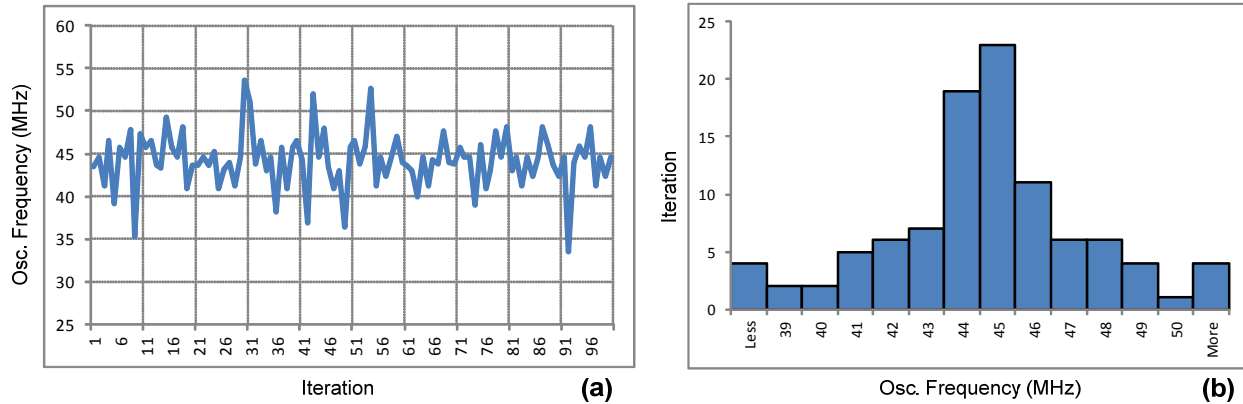 60
55
50
45
40
35
30
25
Osc. Frequency (MHz)
1 6 11 16 21 26 31 36 41 46 51 56 61 66 71 76 81 86 91 96
Iteration
(a)
25
20
15
10
5
0
Iteration
Less 39 40 41 42 43 44 45 46 47 48 49 50 More
Osc. Frequency (MHz)
(b)